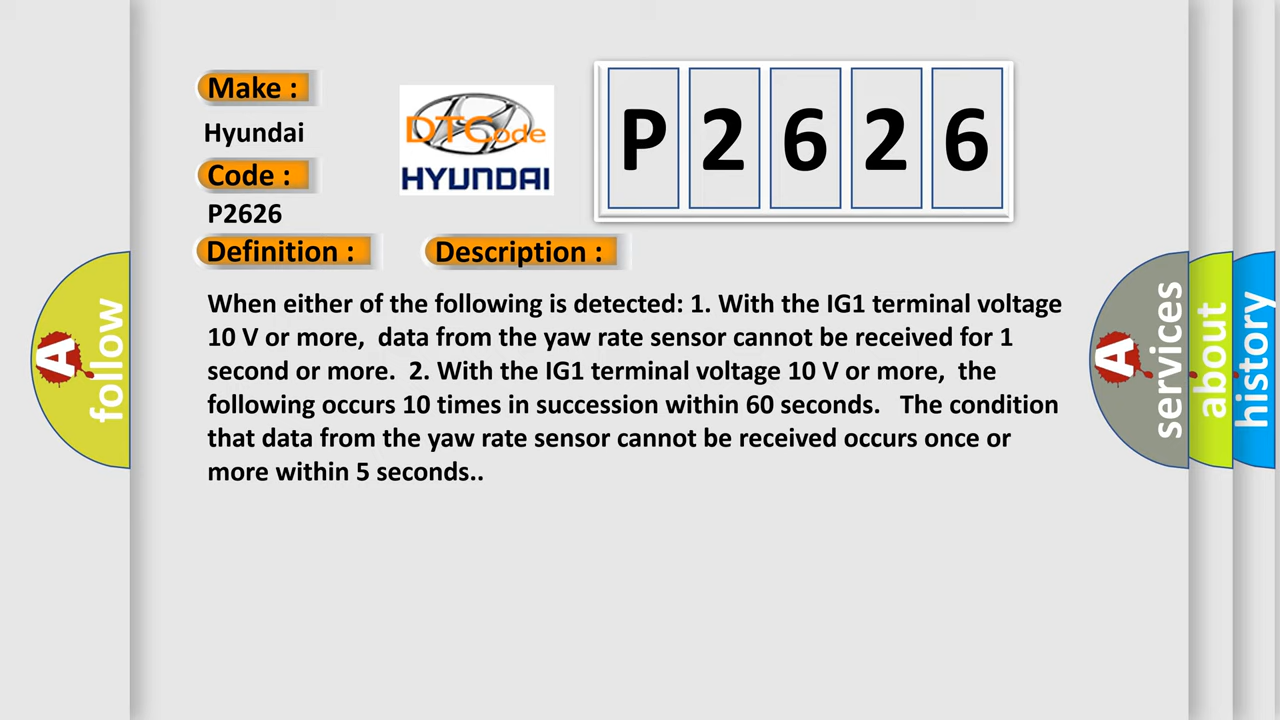 Make :
Hyundai
Code :
P2626
Definition :
Description :
DTCode
HYUNDAI
P2626
When either of the following is detected: 1. With the IG1 terminal voltage
10 V or more, data from the yaw rate sensor cannot be received for 1
second or more. 2. With the IG1 terminal voltage 10 V or more, the
following occurs 10 times in succession within 60 seconds. The condition
that data from the yaw rate sensor cannot be received occurs once or
more within 5 seconds..
A
follow
A
services
about
history